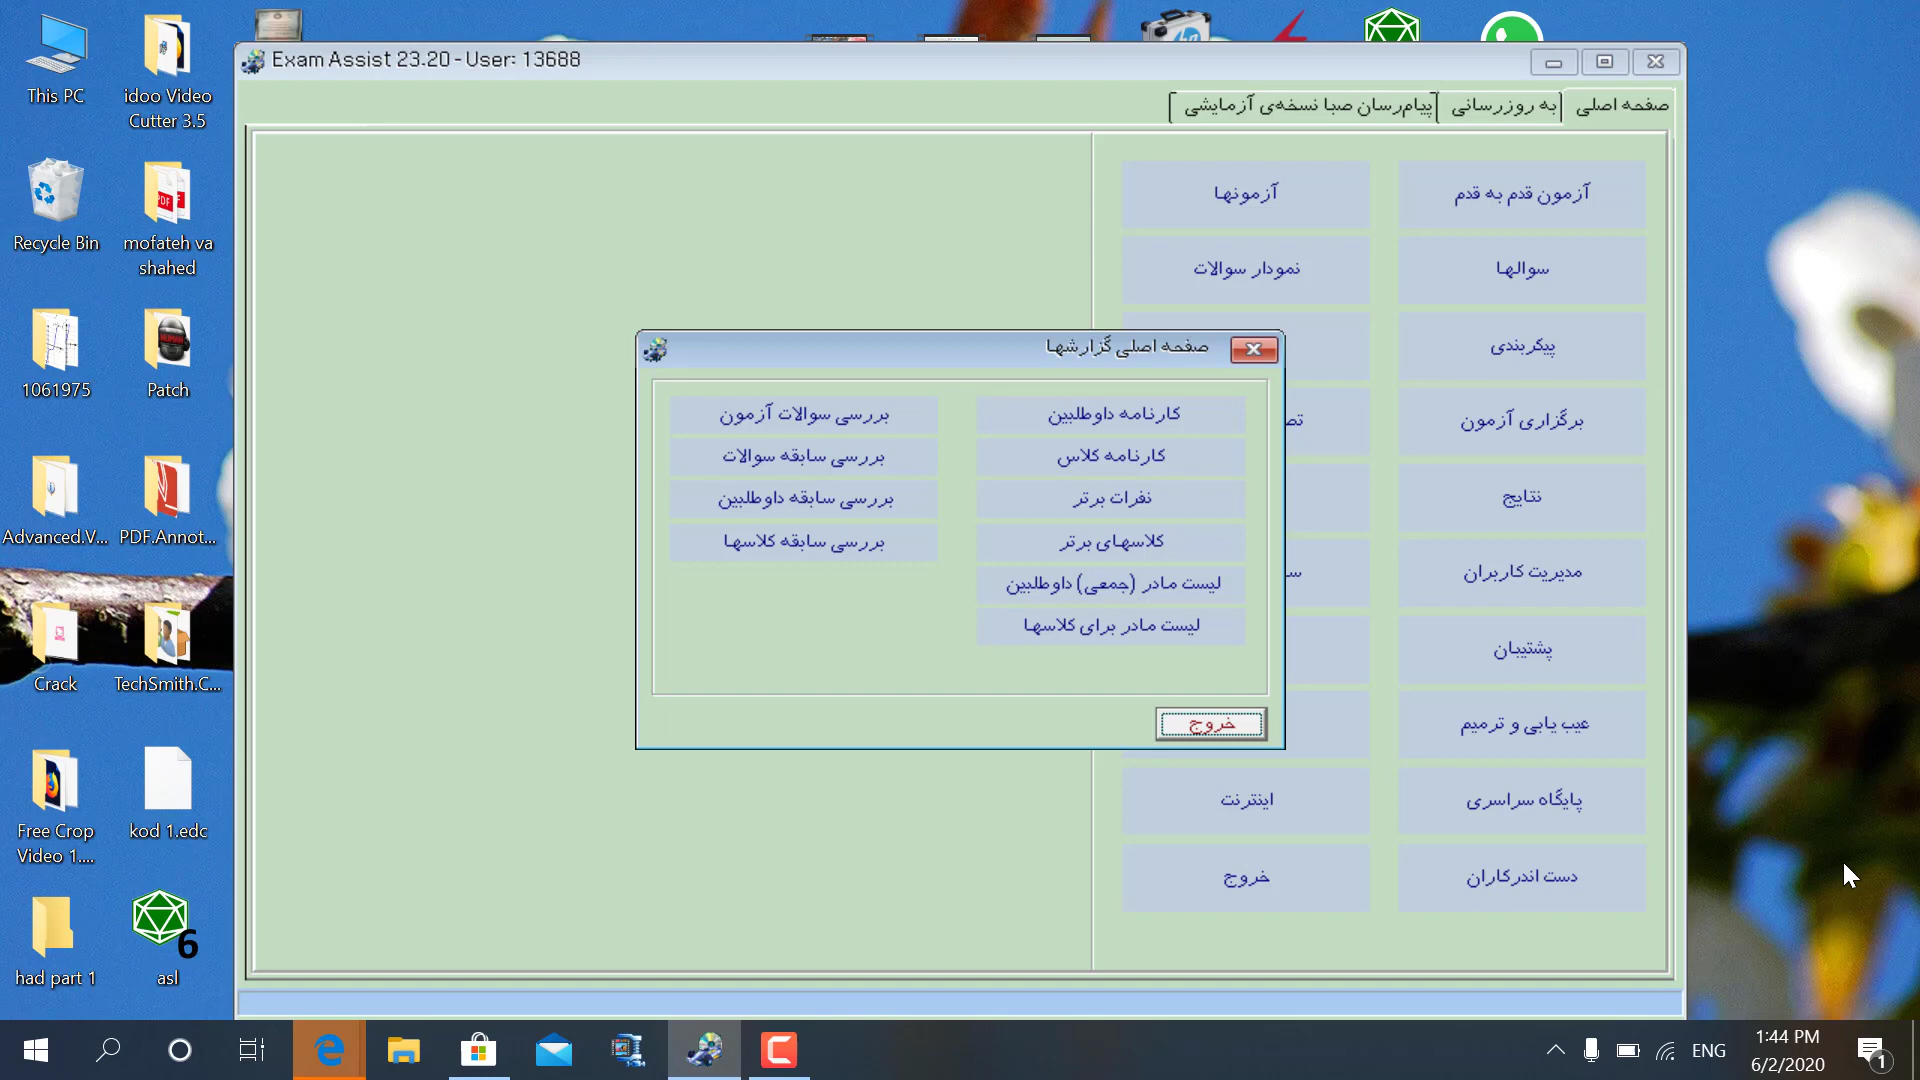 This PC
idoo Video
Cutter 3.5
Recycle Bin
mofateh va
shahed
1061975
Patch
Advanced.V...
PDF.Annot...
Crack
TechSmith.C...
Free Crop
Video 1....
kod 1.edc
had part 1
6
asl
Exam Assist 23.20 - User: 13688
صفحه اصلی
به روزرسانی
پیام‌رسان صبا نسخه‌ی آزمایشی
آزمون قدم به قدم
آزمونها
سوالها
نمودار سوالات
پیکربندی
برگزاری آزمون
نتایج
مدیریت کاربران
پشتیبان
عیب یابی و ترمیم
پایگاه سراسری
اینترنت
دست اندرکاران
خروج
صفحه اصلی گزارشها
کارنامه داوطلبین
بررسی سوالات آزمون
کارنامه کلاس
بررسی سابقه سوالات
نفرات برتر
بررسی سابقه داوطلبین
کلاسهای برتر
بررسی سابقه کلاسها
لیست مادر (جمعی) داوطلبین
لیست مادر برای کلاسها
خروج
ENG
1:44 PM
6/2/2020
1